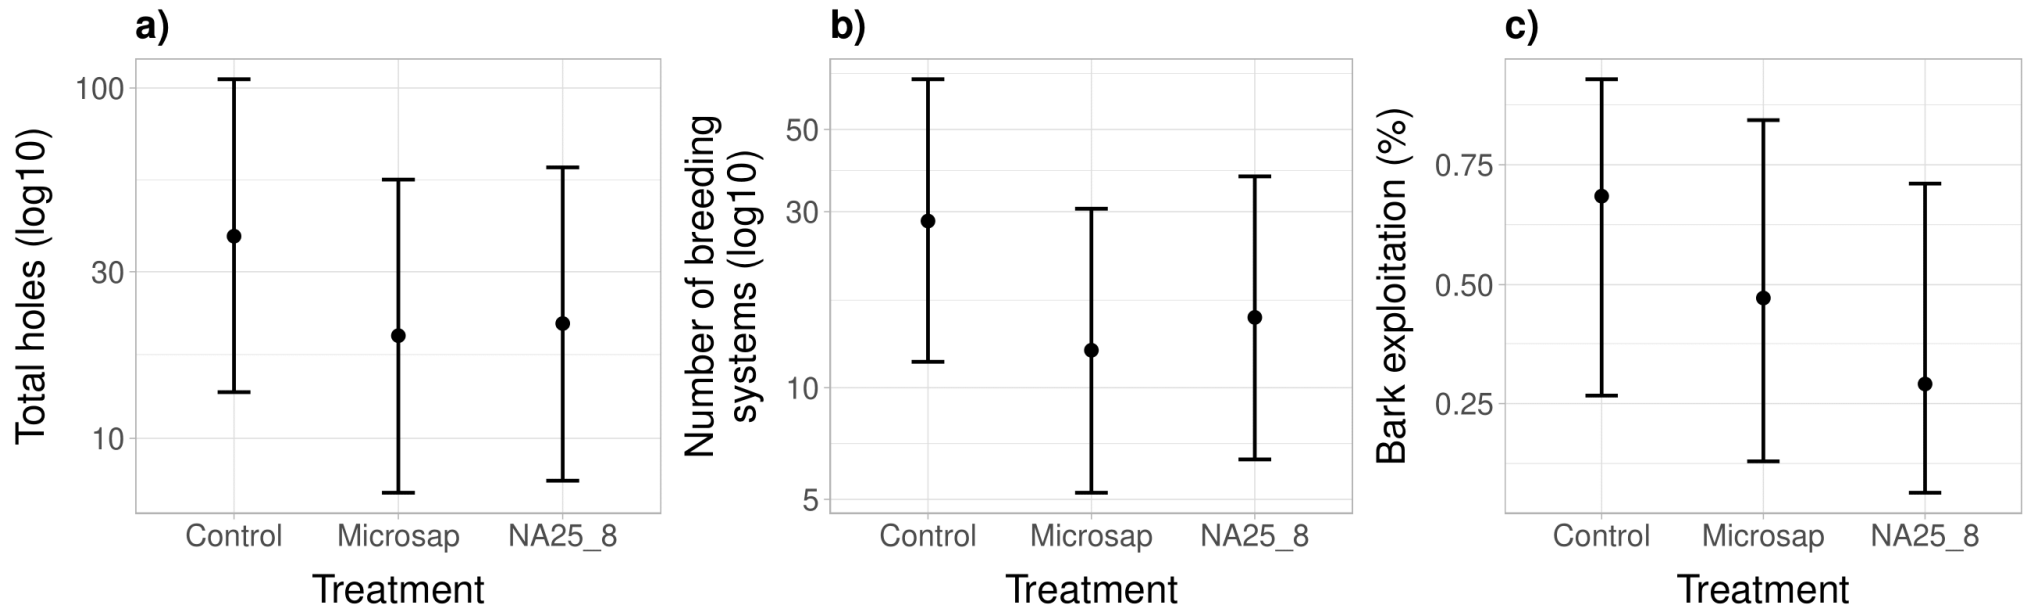 a)
Total holes (log10)
100
30
10
Control Microsap NA25_8
Treatment
b)
Number of breeding
systems (log10)
50
30
10
5
Control Microsap NA25_8
Treatment
c)
Bark exploitation (%)
0.75
0.50
0.25
Control Microsap NA25_8
Treatment